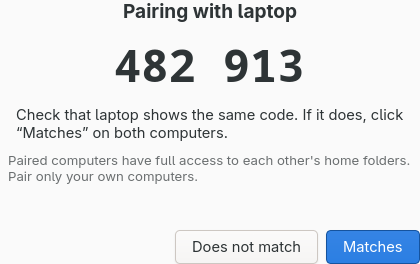 Pairing with laptop
482 913
Check that laptop shows the same code. If it does, click
“Matches” on both computers.
Paired computers have full access to each other's home folders.
Pair only your own computers.
Does not match
Matches